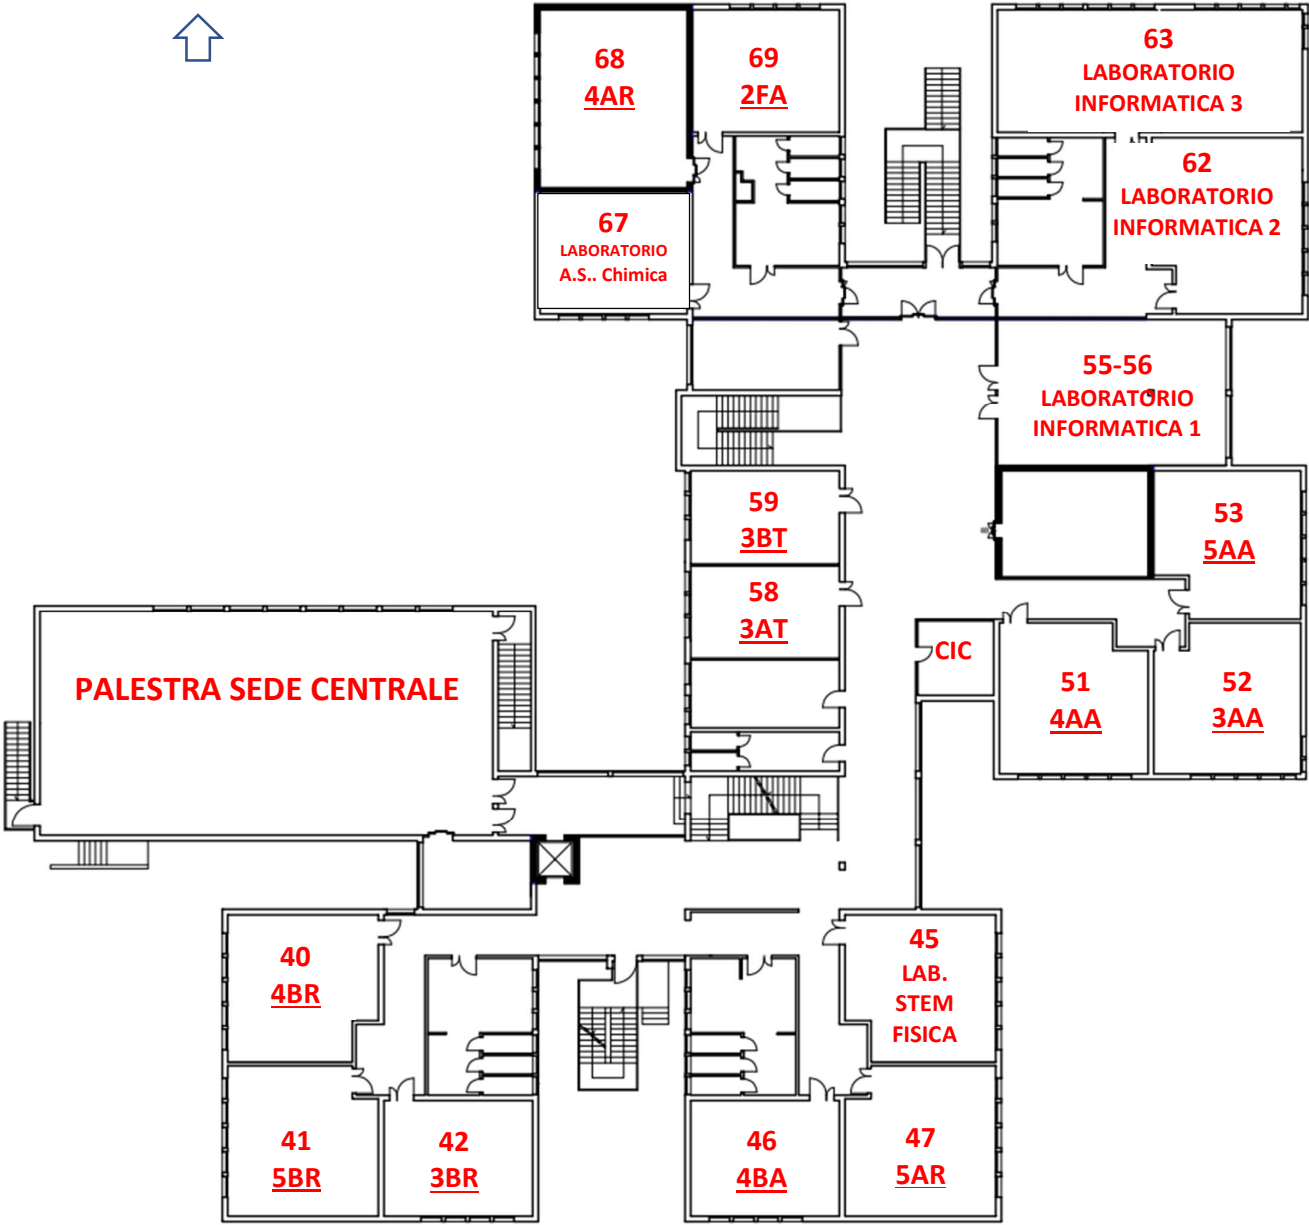 68
4AR
69
2FA
63
LABORATORIO
INFORMATICA 3
62
LABORATORIO
INFORMATICA 2
67
LABORATORIO
A.S.. Chimica
55-56
LABORATORIO
INFORMATICA 1
59
3BT
53
5AA
58
3AT
CIC
PALESTRA SEDE CENTRALE
51
4AA
52
3AA
40
4BR
45
LAB.
STEM
FISICA
41
5BR
42
3BR
46
4BA
47
5AR